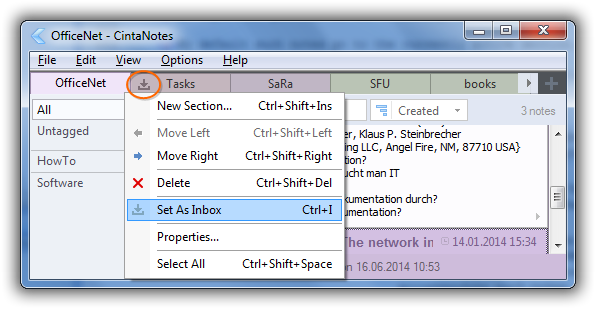 OfficeNet - CintaNotes
File Edit View Options Help
OfficeNet Tasks SaRa SFU books
All
Untagged
HowTo
Software
New Section... Ctrl+Shift+Ins
Move Left Ctrl+Shift+Left
Move Right Ctrl+Shift+Right
Delete Ctrl+Shift+Del
Set As Inbox Ctrl+I
Properties...
Select All Ctrl+Shift+Space
Created 3 notes
er, Klaus P. Steinbrecher
ing LLC, Angel Fire, NM, 87710 USA}
ation?
ucht man IT
kumentation durch?
umentation?
The network in 14.01.2014 15:34
on 16.06.2014 10:53